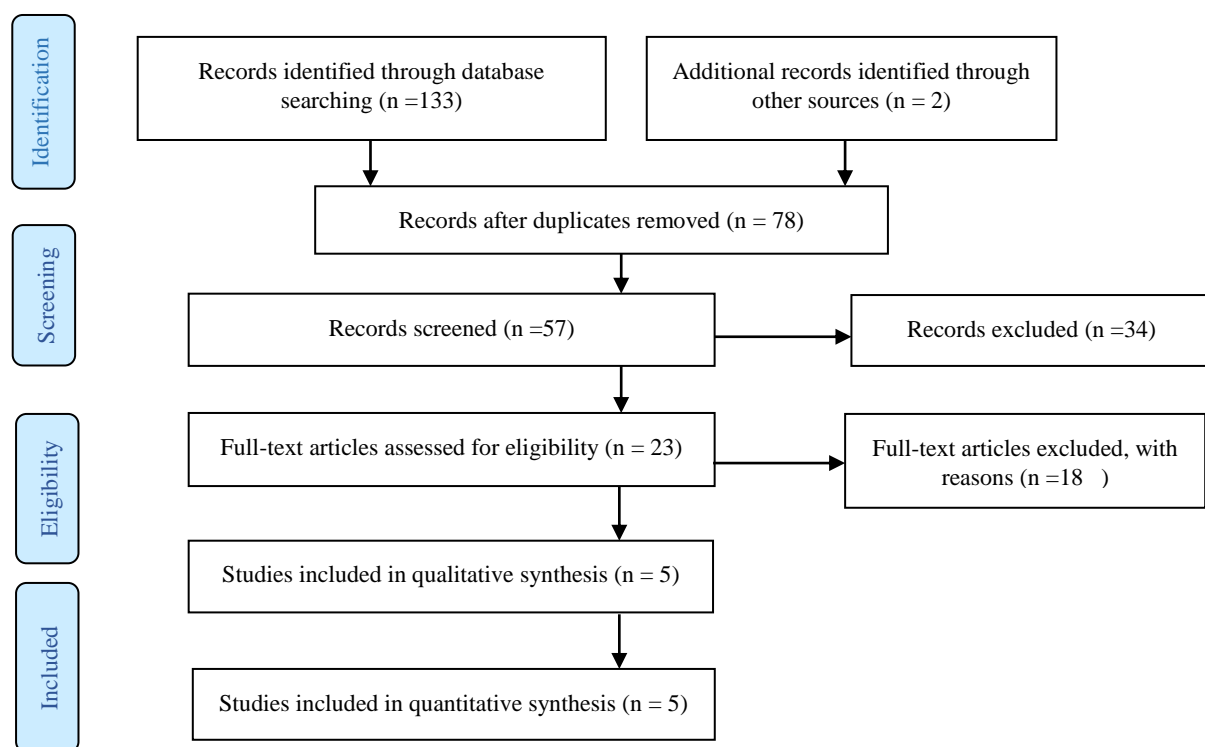 Identification
Records identified through database
searching (n =133)
Additional records identified through
other sources (n = 2)
Records after duplicates removed (n = 78)
Screening
Records screened (n =57)
Records excluded (n =34)
Eligibility
Full-text articles assessed for eligibility (n = 23)
Full-text articles excluded, with
reasons (n =18 )
Studies included in qualitative synthesis (n = 5)
Included
Studies included in quantitative synthesis (n = 5)